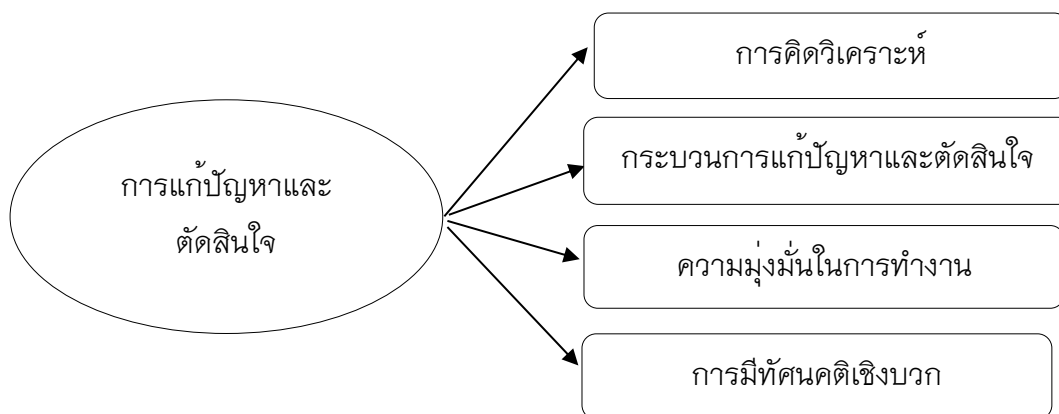 การคิดวิเคราะห์
กระบวนการแก้ปัญหาและตัดสินใจ
การแก้ปัญหาและ
ตัดสินใจ
ความมุ่งมั่นในการทำงาน
การมีทัศนคติเชิงบวก